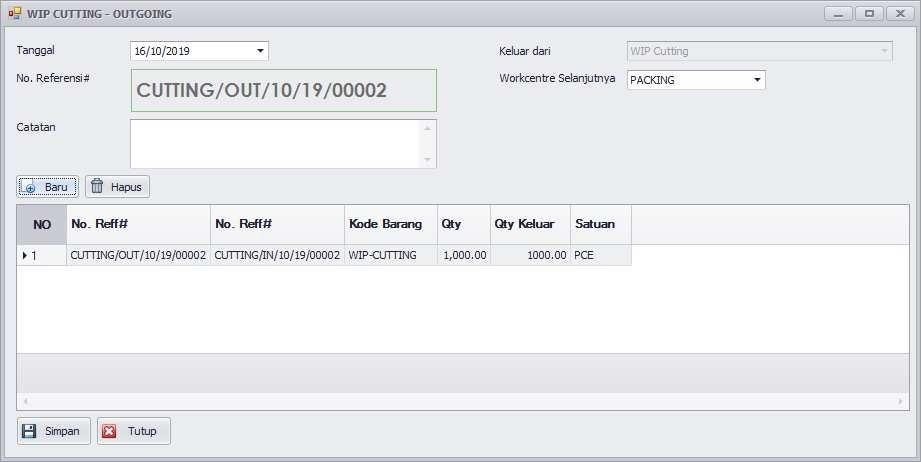 WIP CUTTING - OUTGOING
Tanggal 16/10/2019 Keluar dari WIP Cutting
No. Referensi# CUTTING/OUT/10/19/00002 Workcentre Selanjutnya PACKING
Catatan
Baru Hapus
NO No. Reff# No. Reff# Kode Barang Qty Qty Keluar Satuan
1 CUTTING/OUT/10/19/00002 CUTTING/IN/10/19/00002 WIP-CUTTING 1,000.00 1000.00 PCE
Simpan Tutup